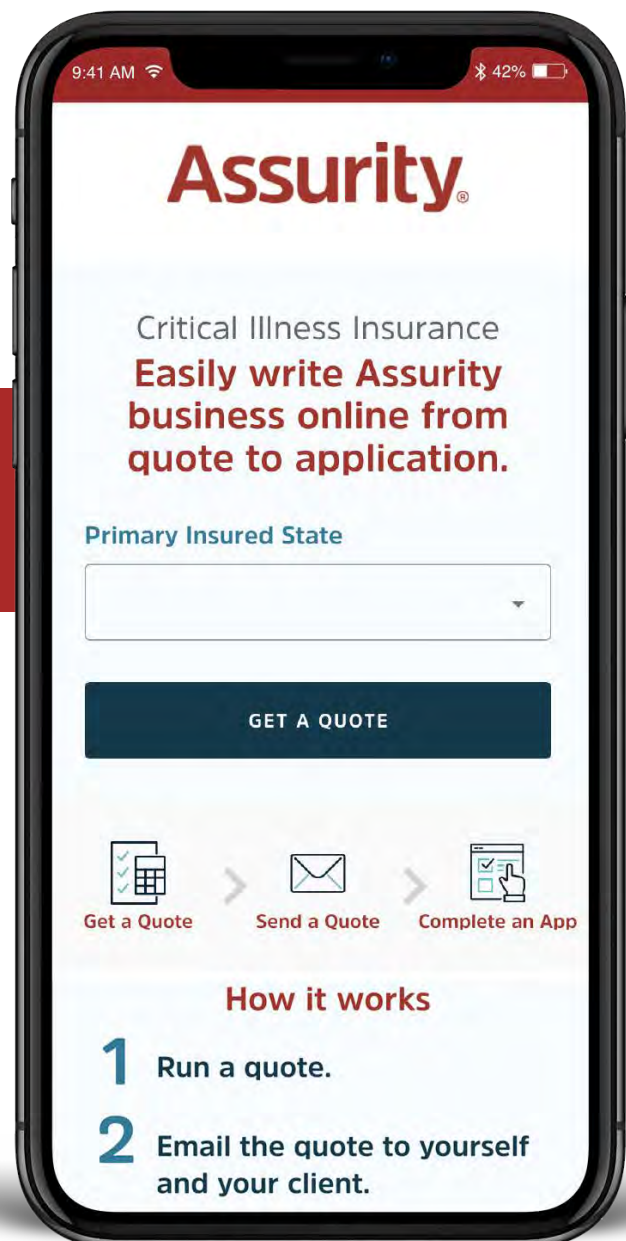 9:41 AM
42%
Assurity®
Critical Illness Insurance
Easily write Assurity
business online from
quote to application.
Primary Insured State
GET A QUOTE
Get a Quote
Send a Quote
Complete an App
How it works
1 Run a quote.
2 Email the quote to yourself
and your client.